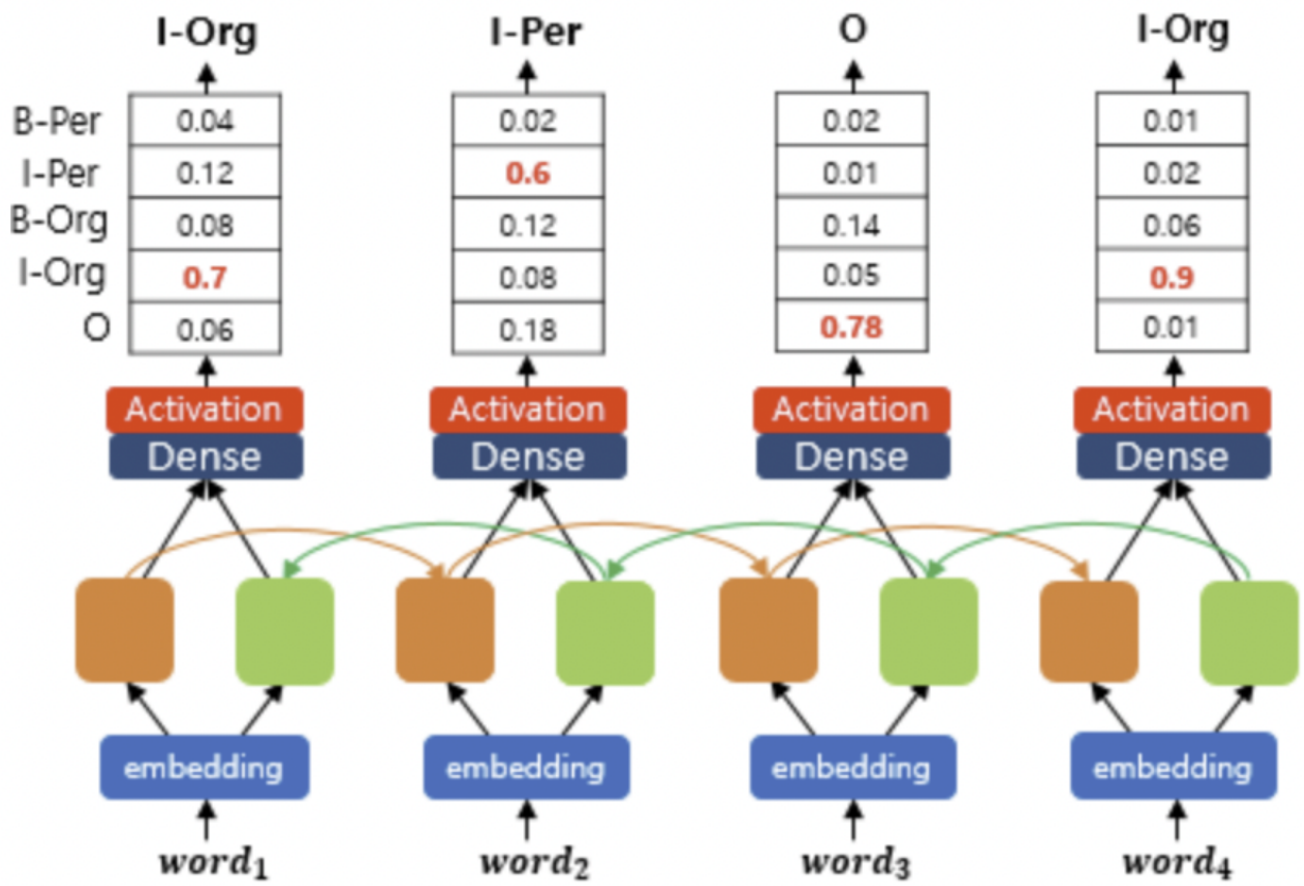 I-Org I-Per O I-Org
B-Per 0.04 0.02 0.02 0.01
I-Per 0.12 0.6 0.01 0.02
B-Org 0.08 0.12 0.14 0.06
I-Org 0.7 0.08 0.05 0.9
O 0.06 0.18 0.78 0.01
Activation Activation Activation Activation
Dense Dense Dense Dense
embedding embedding embedding embedding
word₁ word₂ word₃ word₄